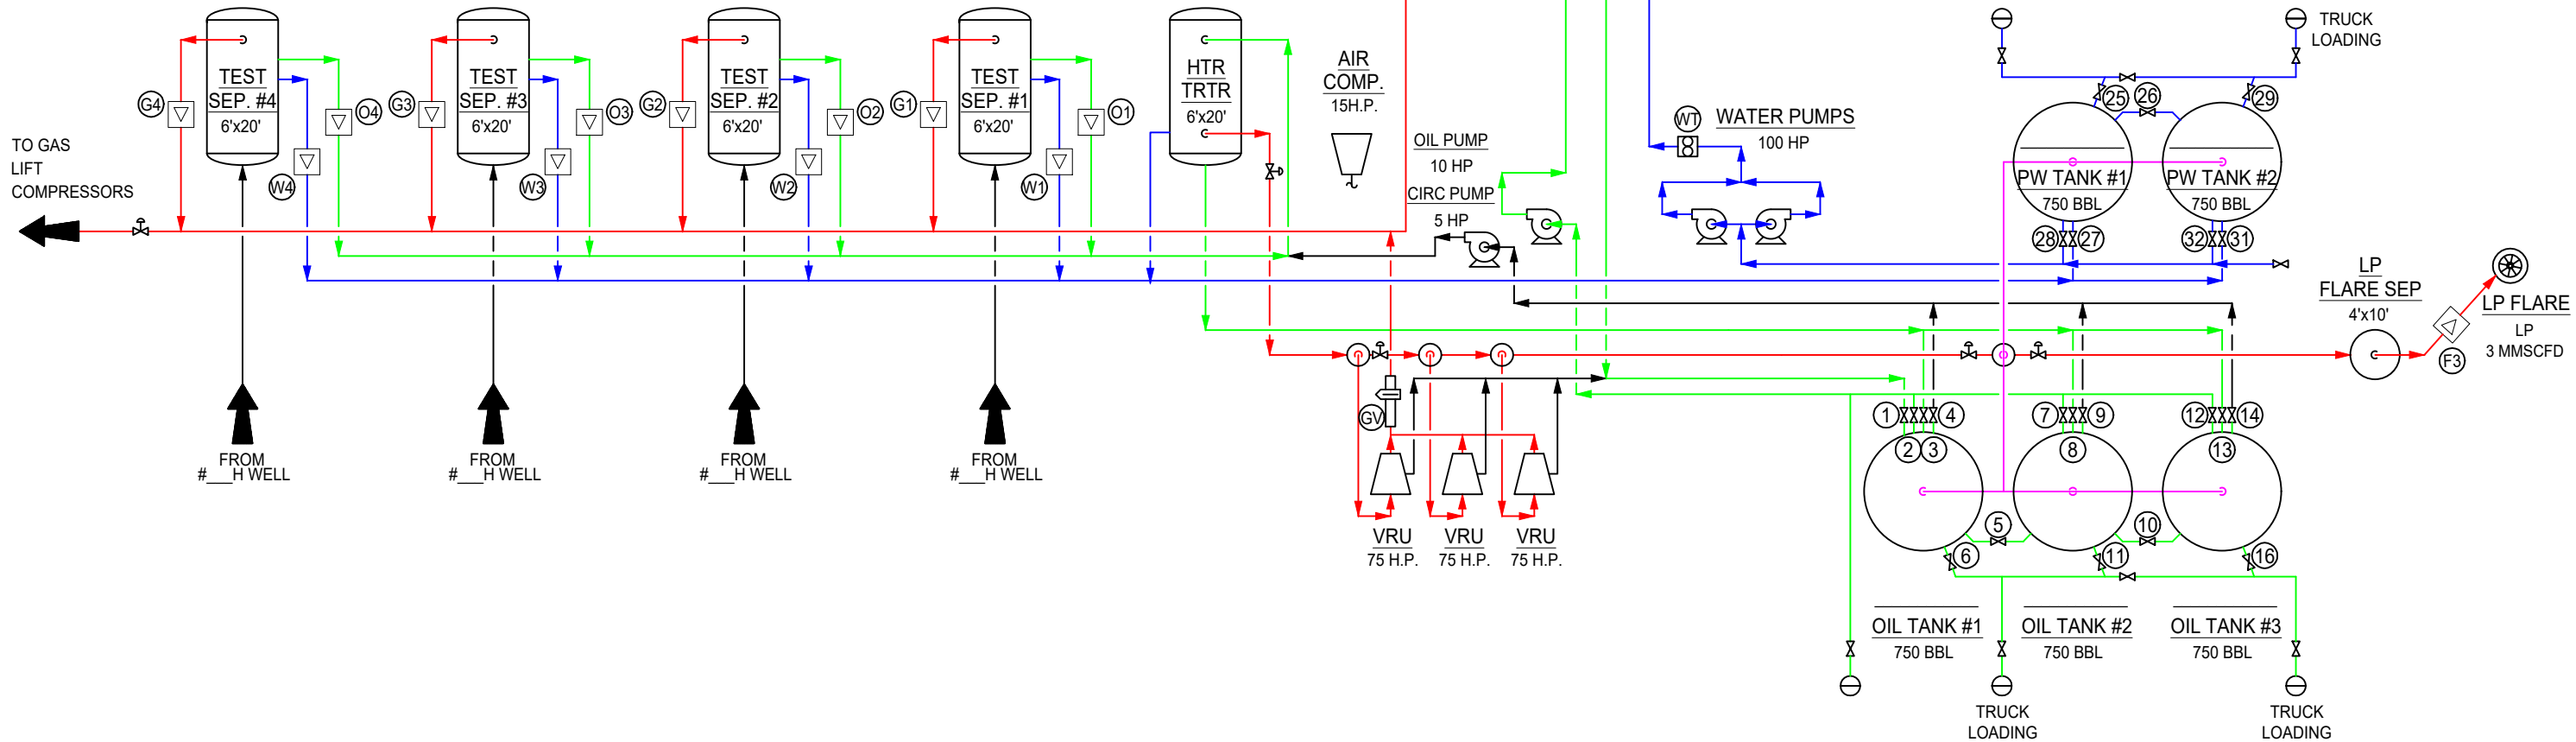 TEST
SEP. #4
6'x20'
TEST
SEP. #3
6'x20'
TEST
SEP. #2
6'x20'
TEST
SEP. #1
6'x20'
HTR
TRTR
6'x20'
G4
O4
W4
G3
O3
W3
G2
O2
W2
G1
O1
W1
TO GAS
LIFT
COMPRESSORS
FROM
#___H WELL
FROM
#___H WELL
FROM
#___H WELL
FROM
#___H WELL
AIR
COMP.
15H.P.
OIL PUMP
10 HP
CIRC PUMP
5 HP
WT
WATER PUMPS
100 HP
GV
VRU
75 H.P.
VRU
75 H.P.
VRU
75 H.P.
TRUCK
LOADING
25
26
29
PW TANK #1
750 BBL
PW TANK #2
750 BBL
28
27
32
31
LP
FLARE SEP
4'x10'
LP FLARE
LP
3 MMSCFD
F3
1
4
7
9
12
14
2
3
8
13
5
10
6
11
16
OIL TANK #1
750 BBL
OIL TANK #2
750 BBL
OIL TANK #3
750 BBL
TRUCK
LOADING
TRUCK
LOADING